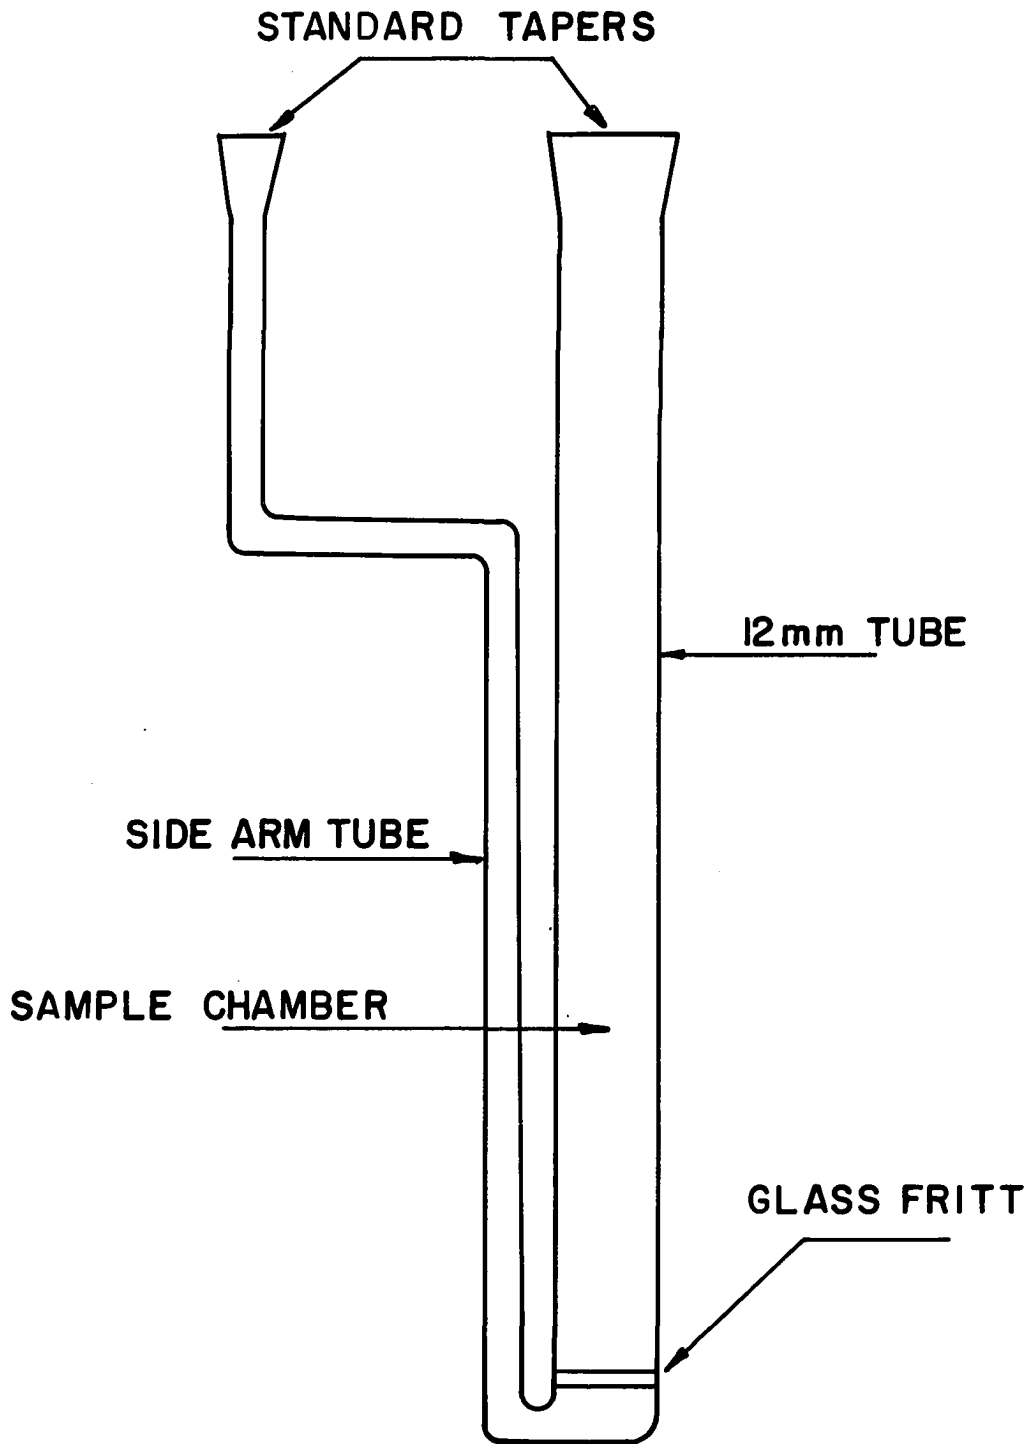 STANDARD TAPERS
12mm TUBE
SIDE ARM TUBE
SAMPLE CHAMBER
GLASS FRITT